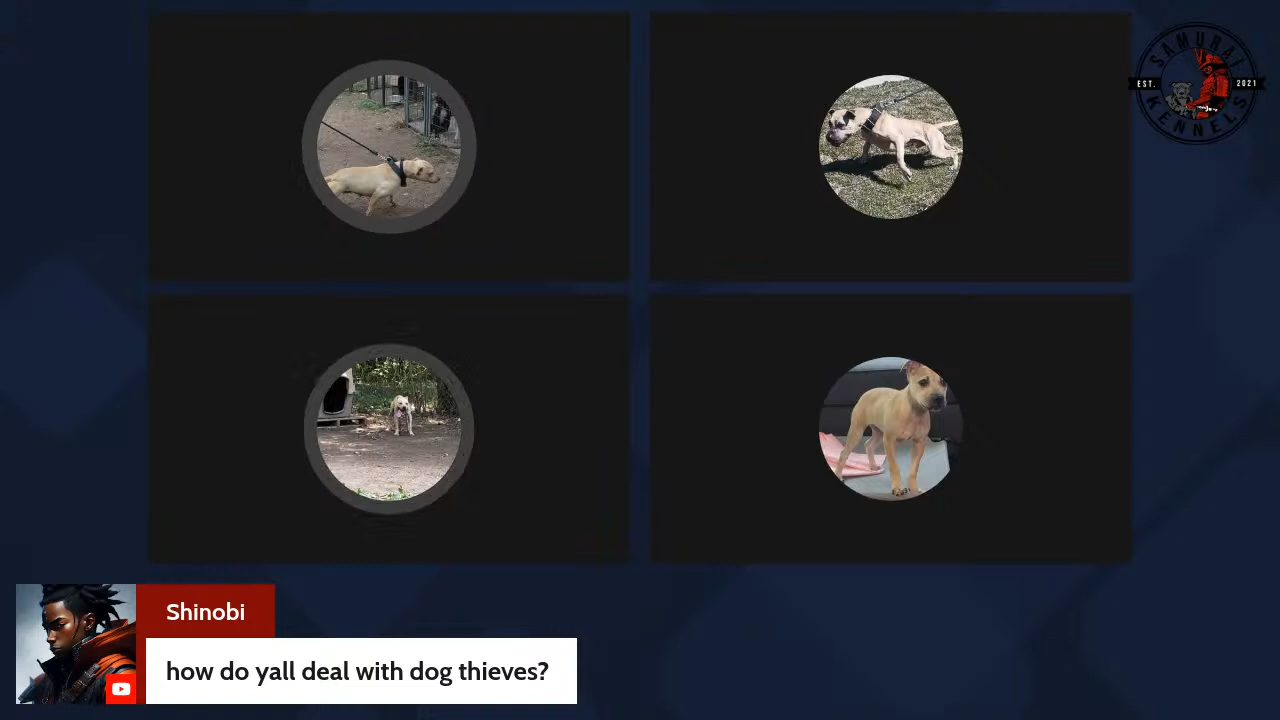 SAMURAI
EST. 2021
KENNELS
Shinobi
how do yall deal with dog thieves?